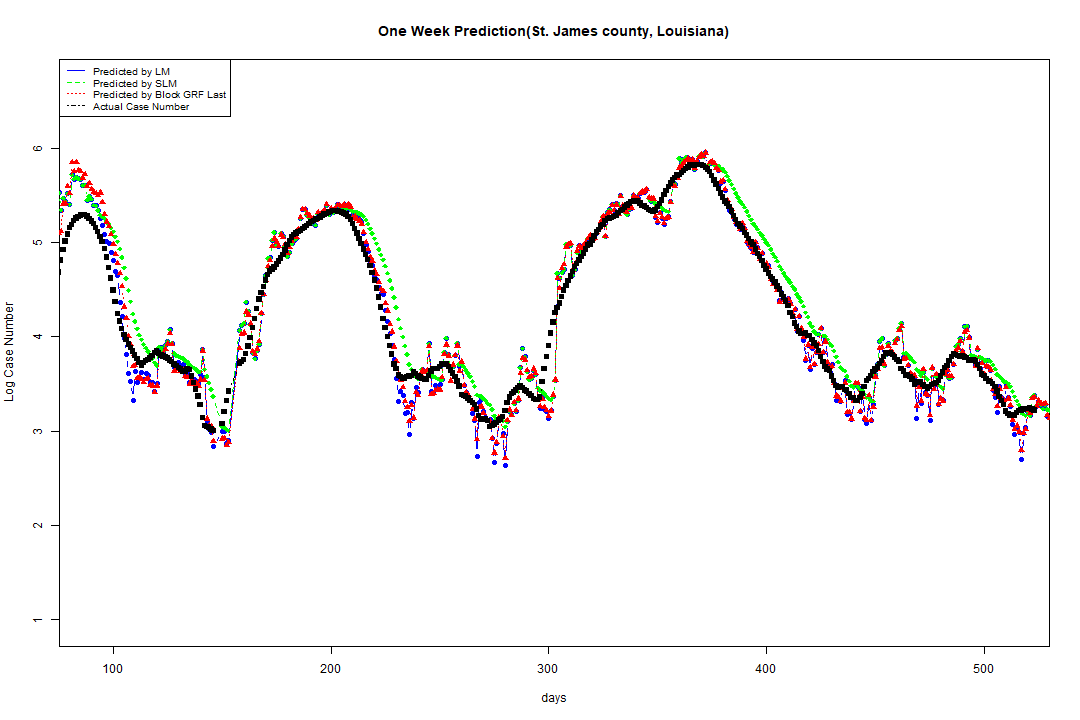 One Week Prediction(St. James county, Louisiana)
Predicted by LM
Predicted by SLM
Predicted by Block GRF Last
Actual Case Number
6
5
4
3
2
1
Log Case Number
100 200 300 400 500
days